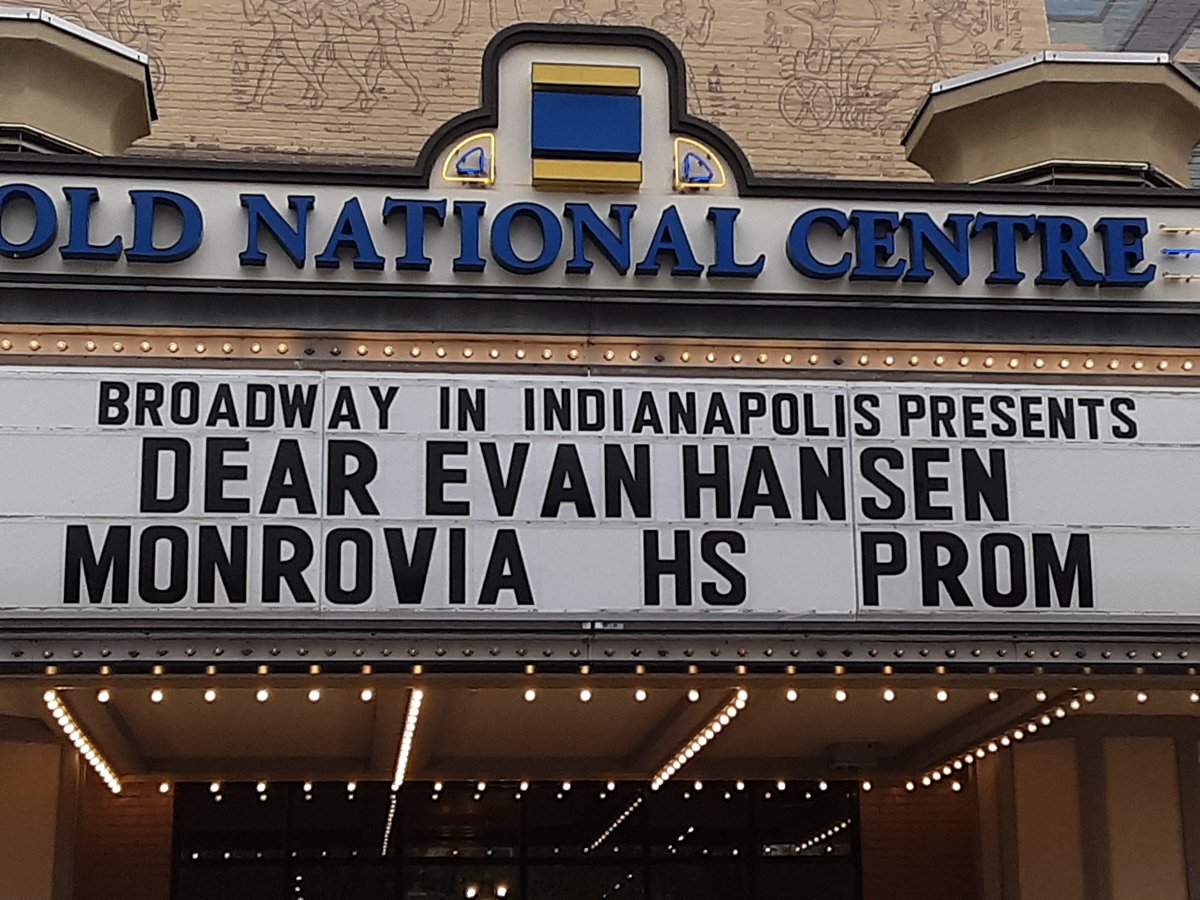 OLD NATIONAL CENTRE
BROADWAY IN INDIANAPOLIS PRESENTS
DEAR EVAN HANSEN
MONROVIA HS PROM